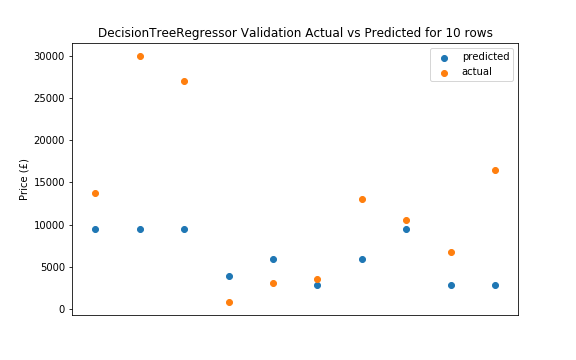 DecisionTreeRegressor Validation Actual vs Predicted for 10 rows
predicted
actual
Price (£)
30000
25000
20000
15000
10000
5000
0